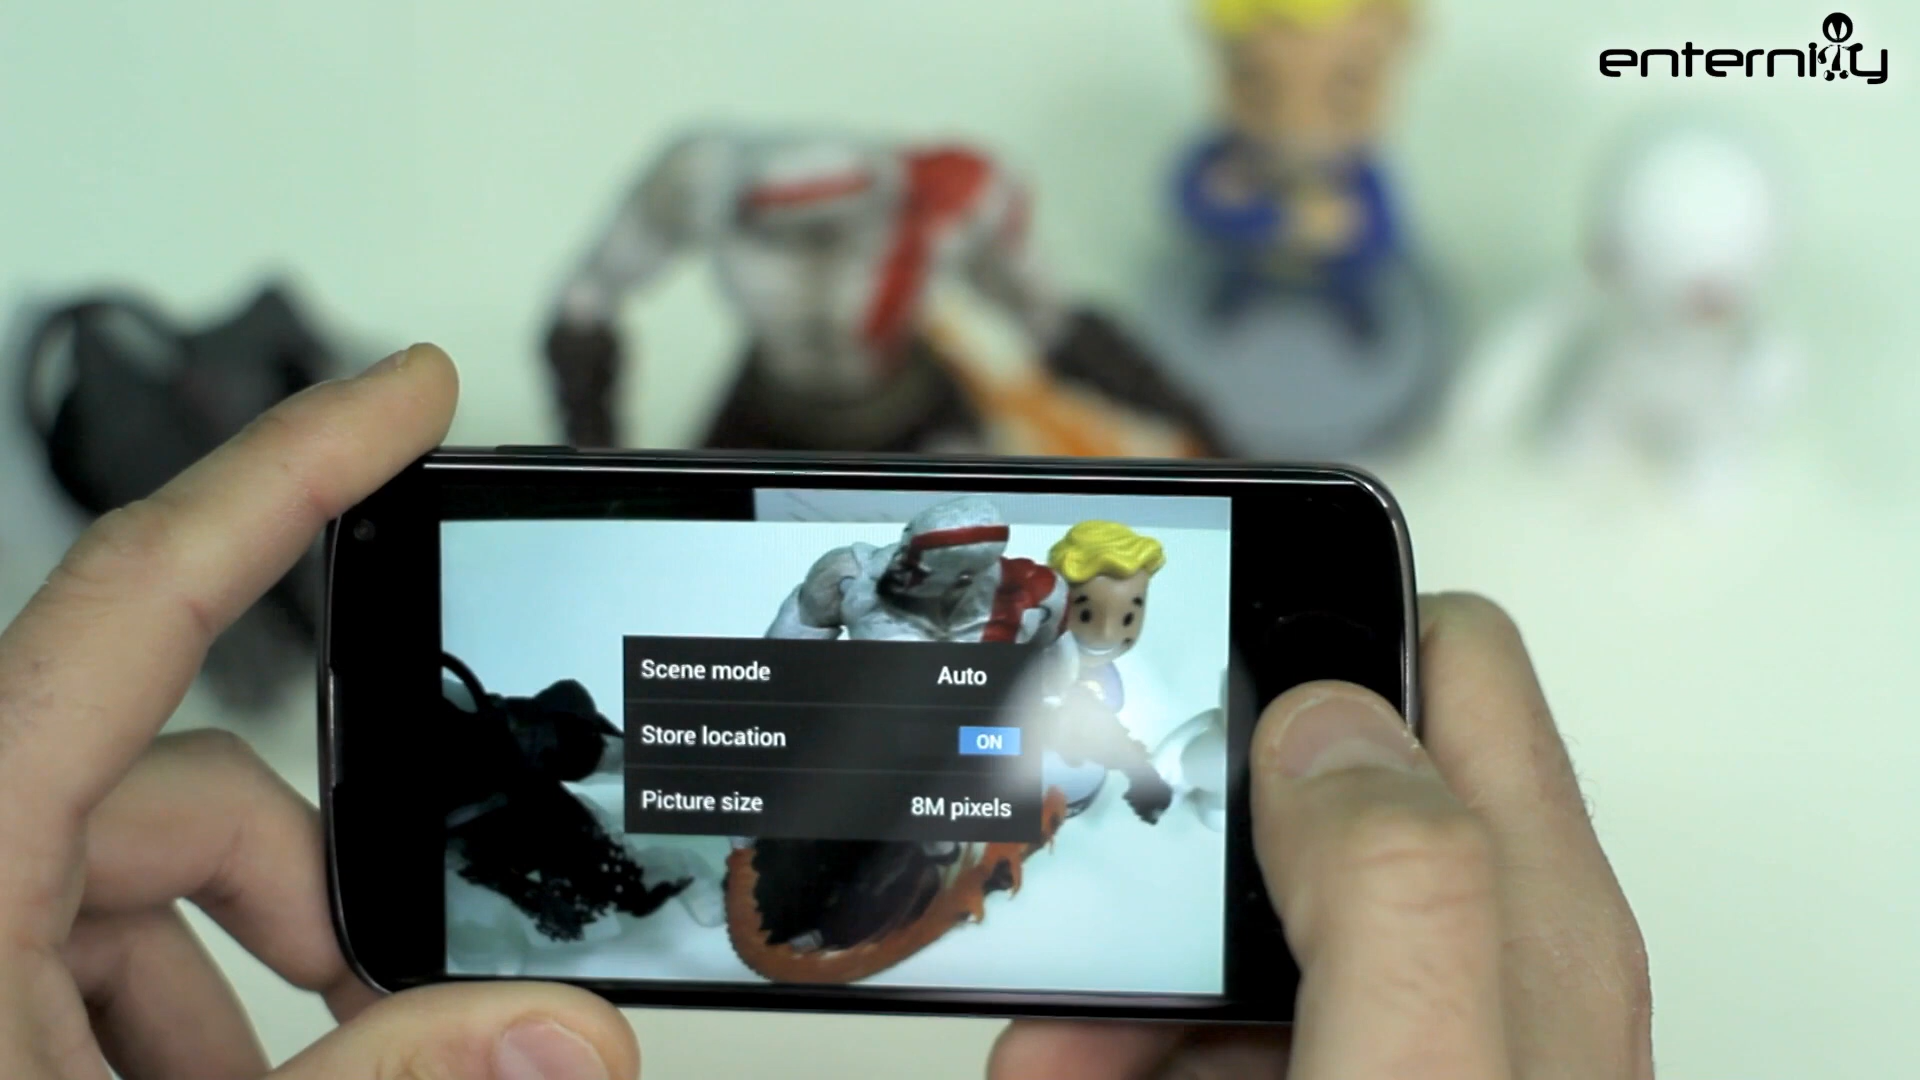 enternity
Scene mode Auto
Store location ON
Picture size 8M pixels